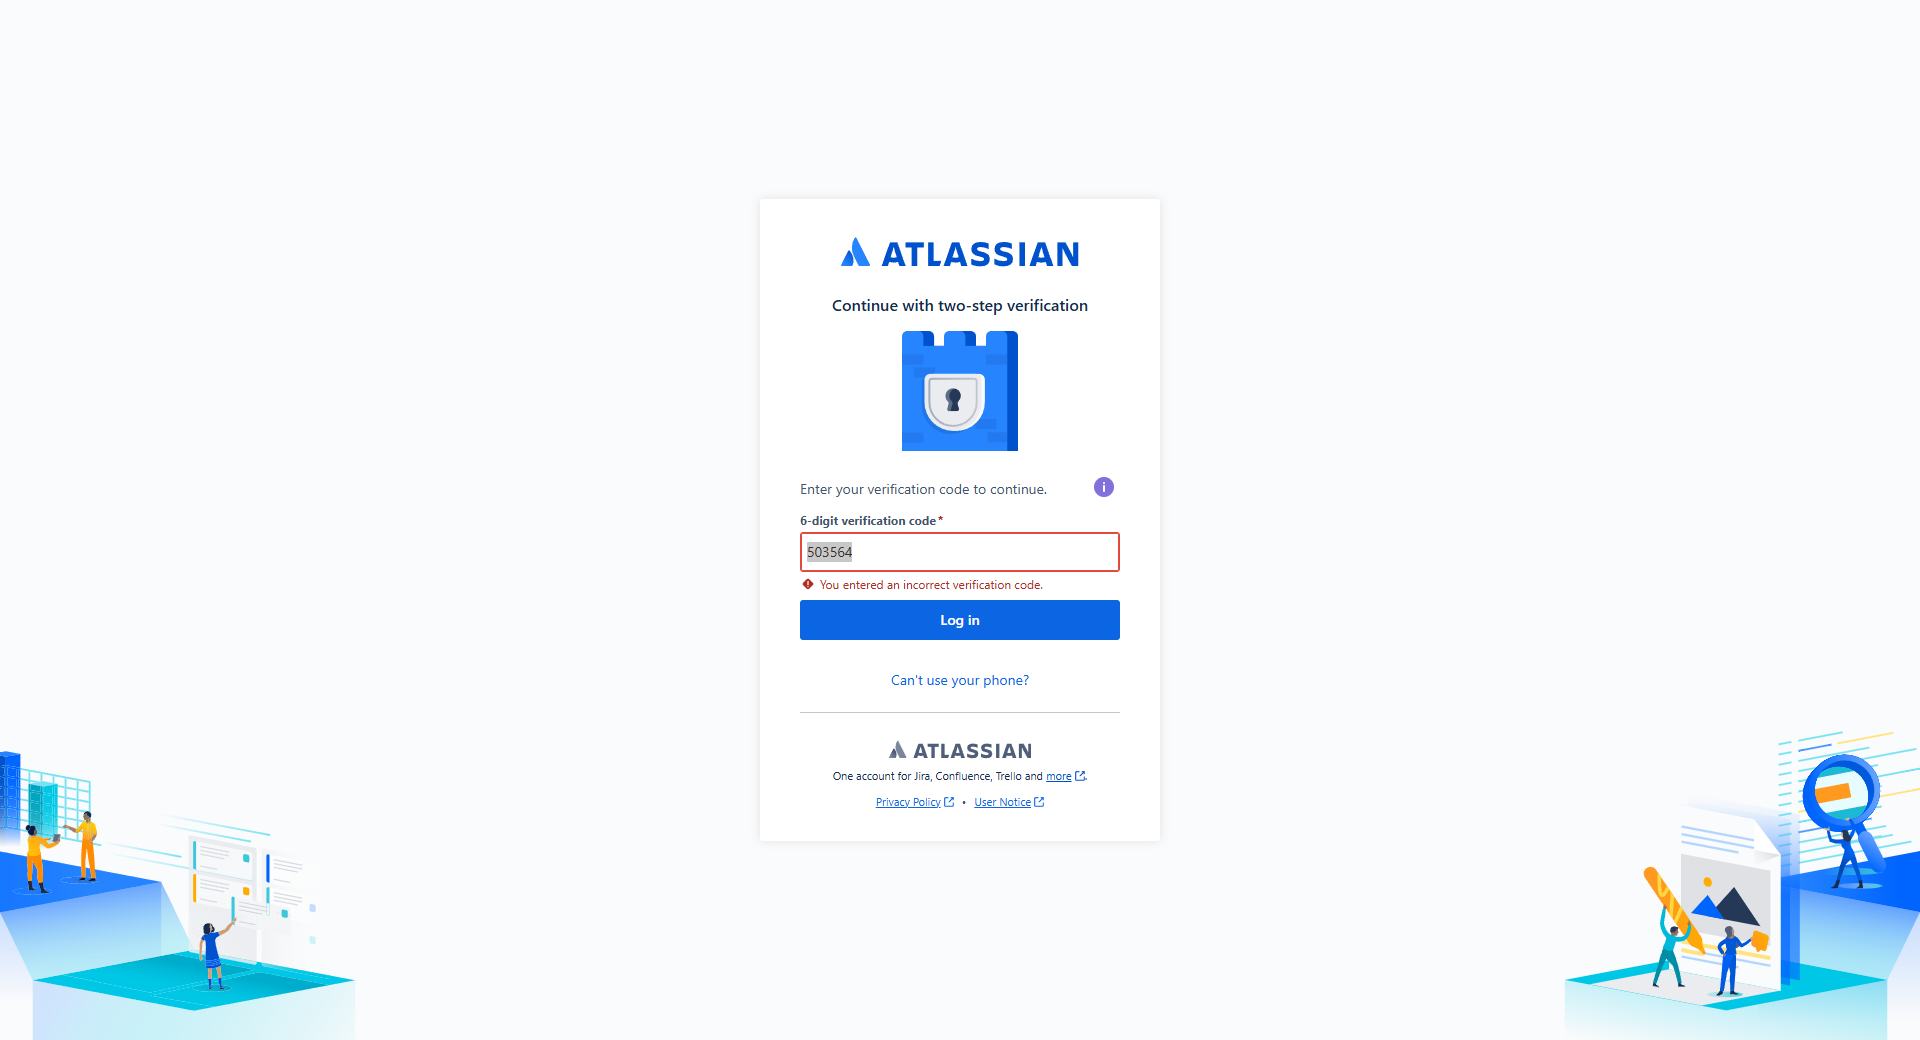 ATLASSIAN
Continue with two-step verification
Enter your verification code to continue.
6-digit verification code*
503564
You entered an incorrect verification code.
Log in
Can't use your phone?
ATLASSIAN
One account for Jira, Confluence, Trello and more.
Privacy Policy • User Notice